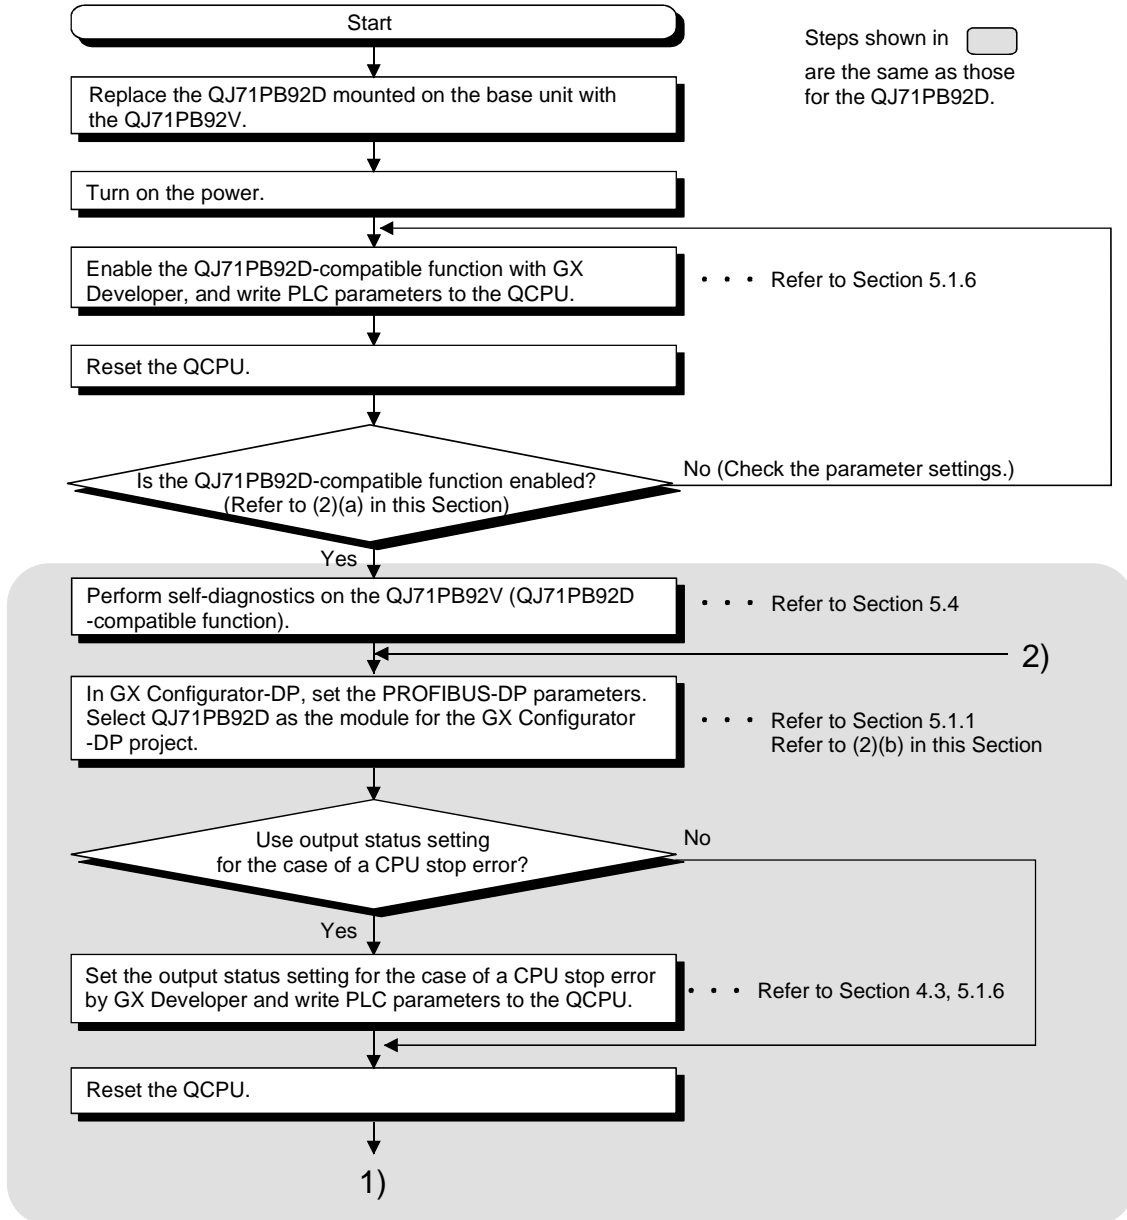 Start
Steps shown in
are the same as those
for the QJ71PB92D.
Replace the QJ71PB92D mounted on the base unit with
the QJ71PB92V.
Turn on the power.
Enable the QJ71PB92D-compatible function with GX
Developer, and write PLC parameters to the QCPU.
• • • Refer to Section 5.1.6
Reset the QCPU.
Is the QJ71PB92D-compatible function enabled?
(Refer to (2)(a) in this Section)
No (Check the parameter settings.)
Yes
Perform self-diagnostics on the QJ71PB92V (QJ71PB92D
-compatible function).
• • • Refer to Section 5.4
2)
In GX Configurator-DP, set the PROFIBUS-DP parameters.
Select QJ71PB92D as the module for the GX Configurator
-DP project.
• • • Refer to Section 5.1.1
Refer to (2)(b) in this Section
Use output status setting
for the case of a CPU stop error?
No
Yes
Set the output status setting for the case of a CPU stop error
by GX Developer and write PLC parameters to the QCPU.
• • • Refer to Section 4.3, 5.1.6
Reset the QCPU.
1)